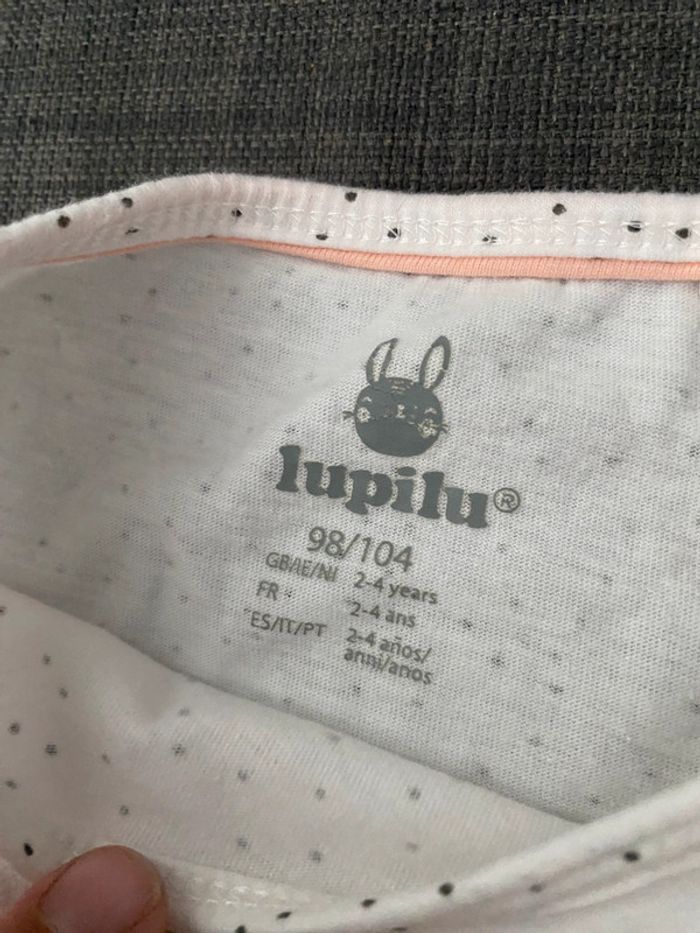 lupilu®
98/104
GB/IE/NI 2-4 years
FR 2-4 ans
ES/IT/PT 2-4 años/
anni/anos